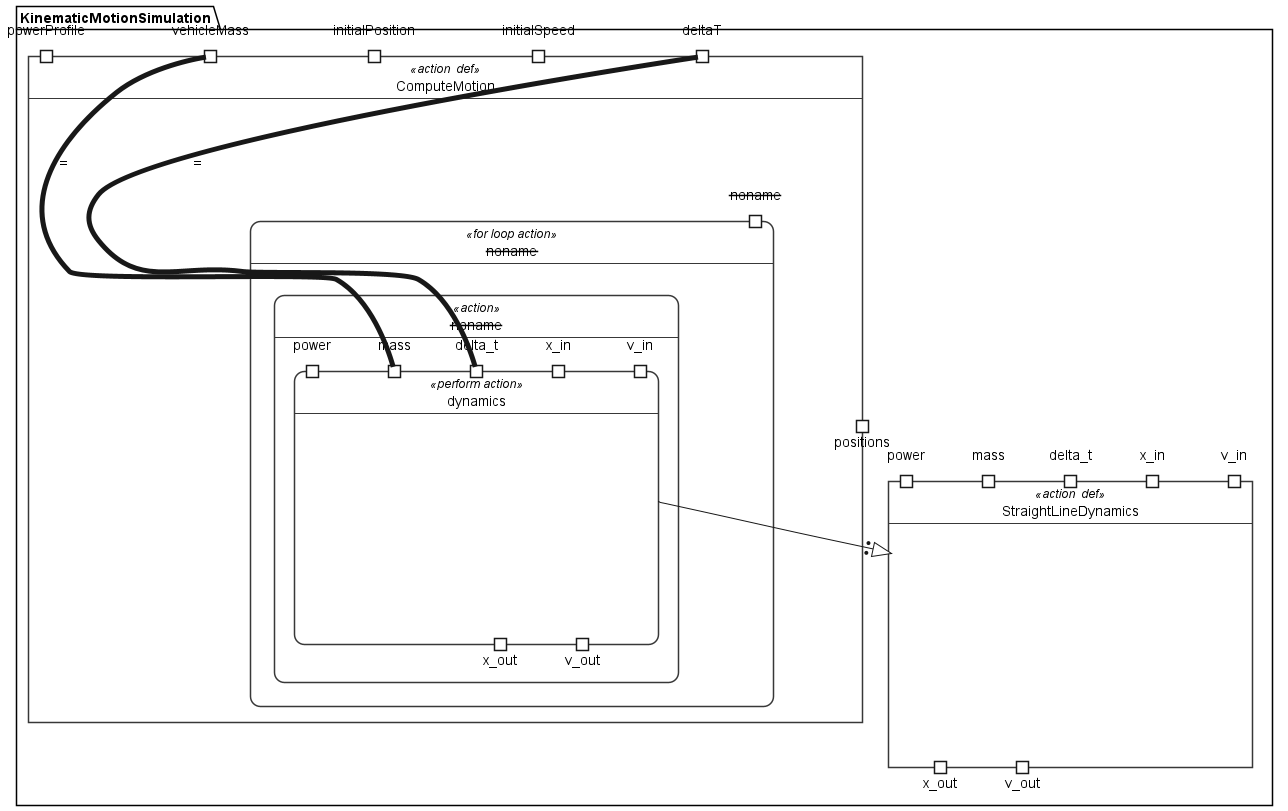 KinematicMotionSimulation
powerProfile
vehicleMass
initialPosition
initialSpeed
deltaT
«action def»
ComputeMotion
=
=
noname
«for loop action»
noname
«action»
noname
power
mass
delta_t
x_in
v_in
«perform action»
dynamics
x_out
v_out
positions
power
mass
delta_t
x_in
v_in
«action def»
StraightLineDynamics
x_out
v_out